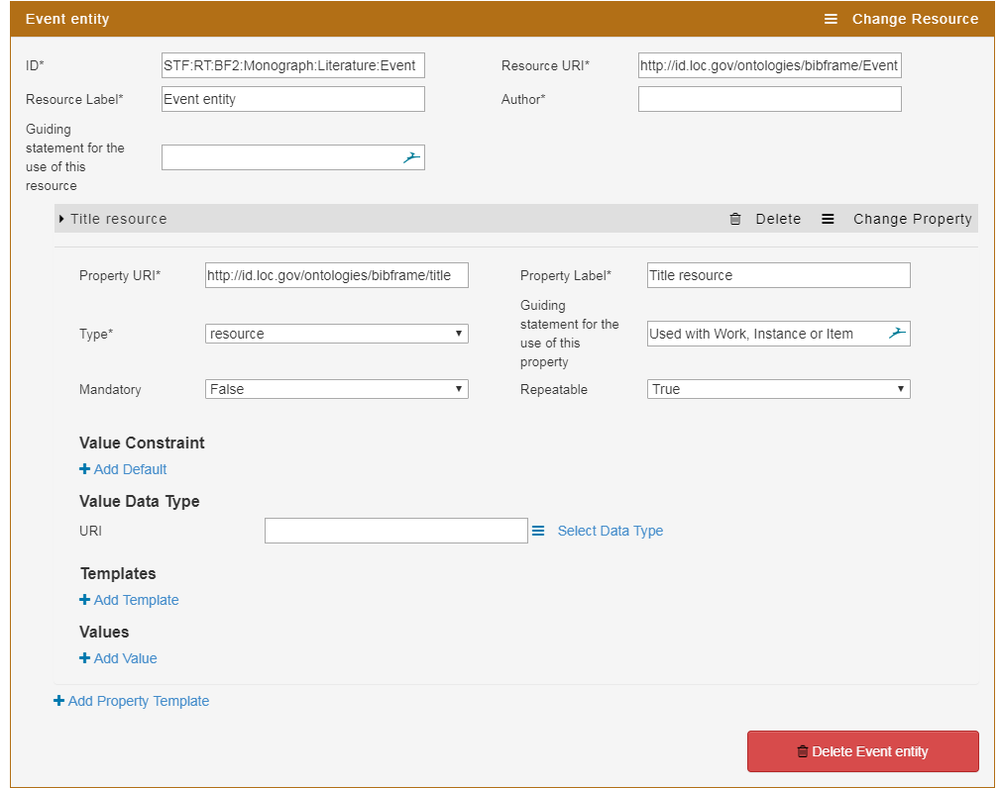 Event entity Change Resource
ID* STF:RT:BF2:Monograph:Literature:Event Resource URI* http://id.loc.gov/ontologies/bibframe/Event
Resource Label* Event entity Author*
Guiding
statement for the
use of this
resource
Title resource Delete Change Property
Property URI* http://id.loc.gov/ontologies/bibframe/title Property Label* Title resource
Type* resource
Guiding
statement for the
use of this
property
Used with Work, Instance or Item
Mandatory False Repeatable True
Value Constraint
Add Default
Value Data Type
URI Select Data Type
Templates
Add Template
Values
Add Value
Add Property Template
Delete Event entity